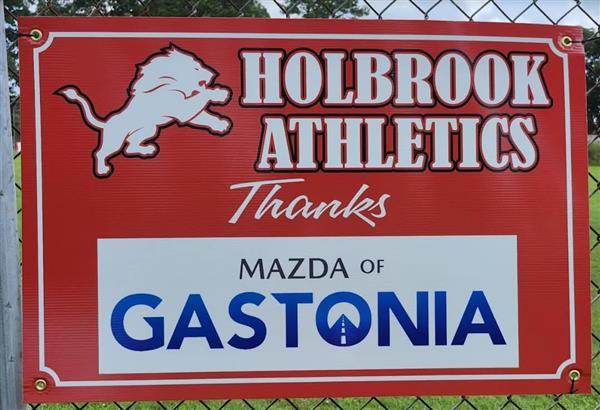 HOLBROOK
ATHLETICS
Thanks
MAZDA OF
GASTONIA